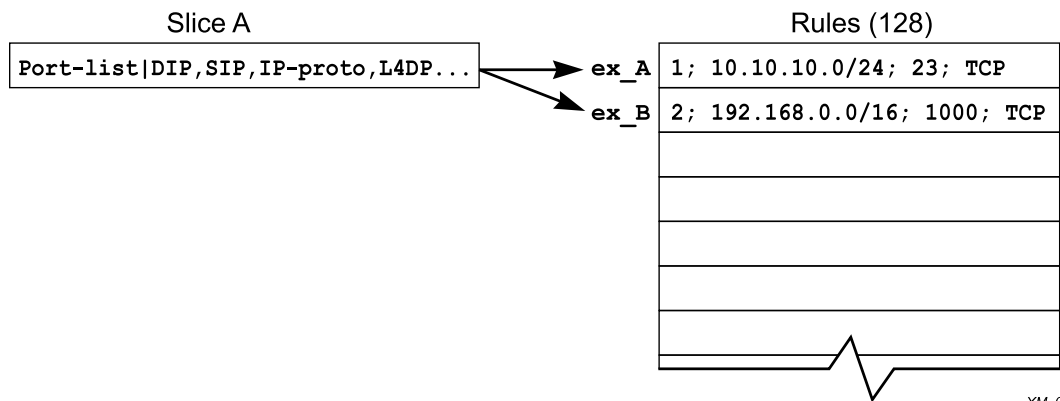 Slice A
Rules (128)
Port-list|DIP,SIP,IP-proto,L4DP...
ex_A 1; 10.10.10.0/24; 23; TCP
ex_B 2; 192.168.0.0/16; 1000; TCP